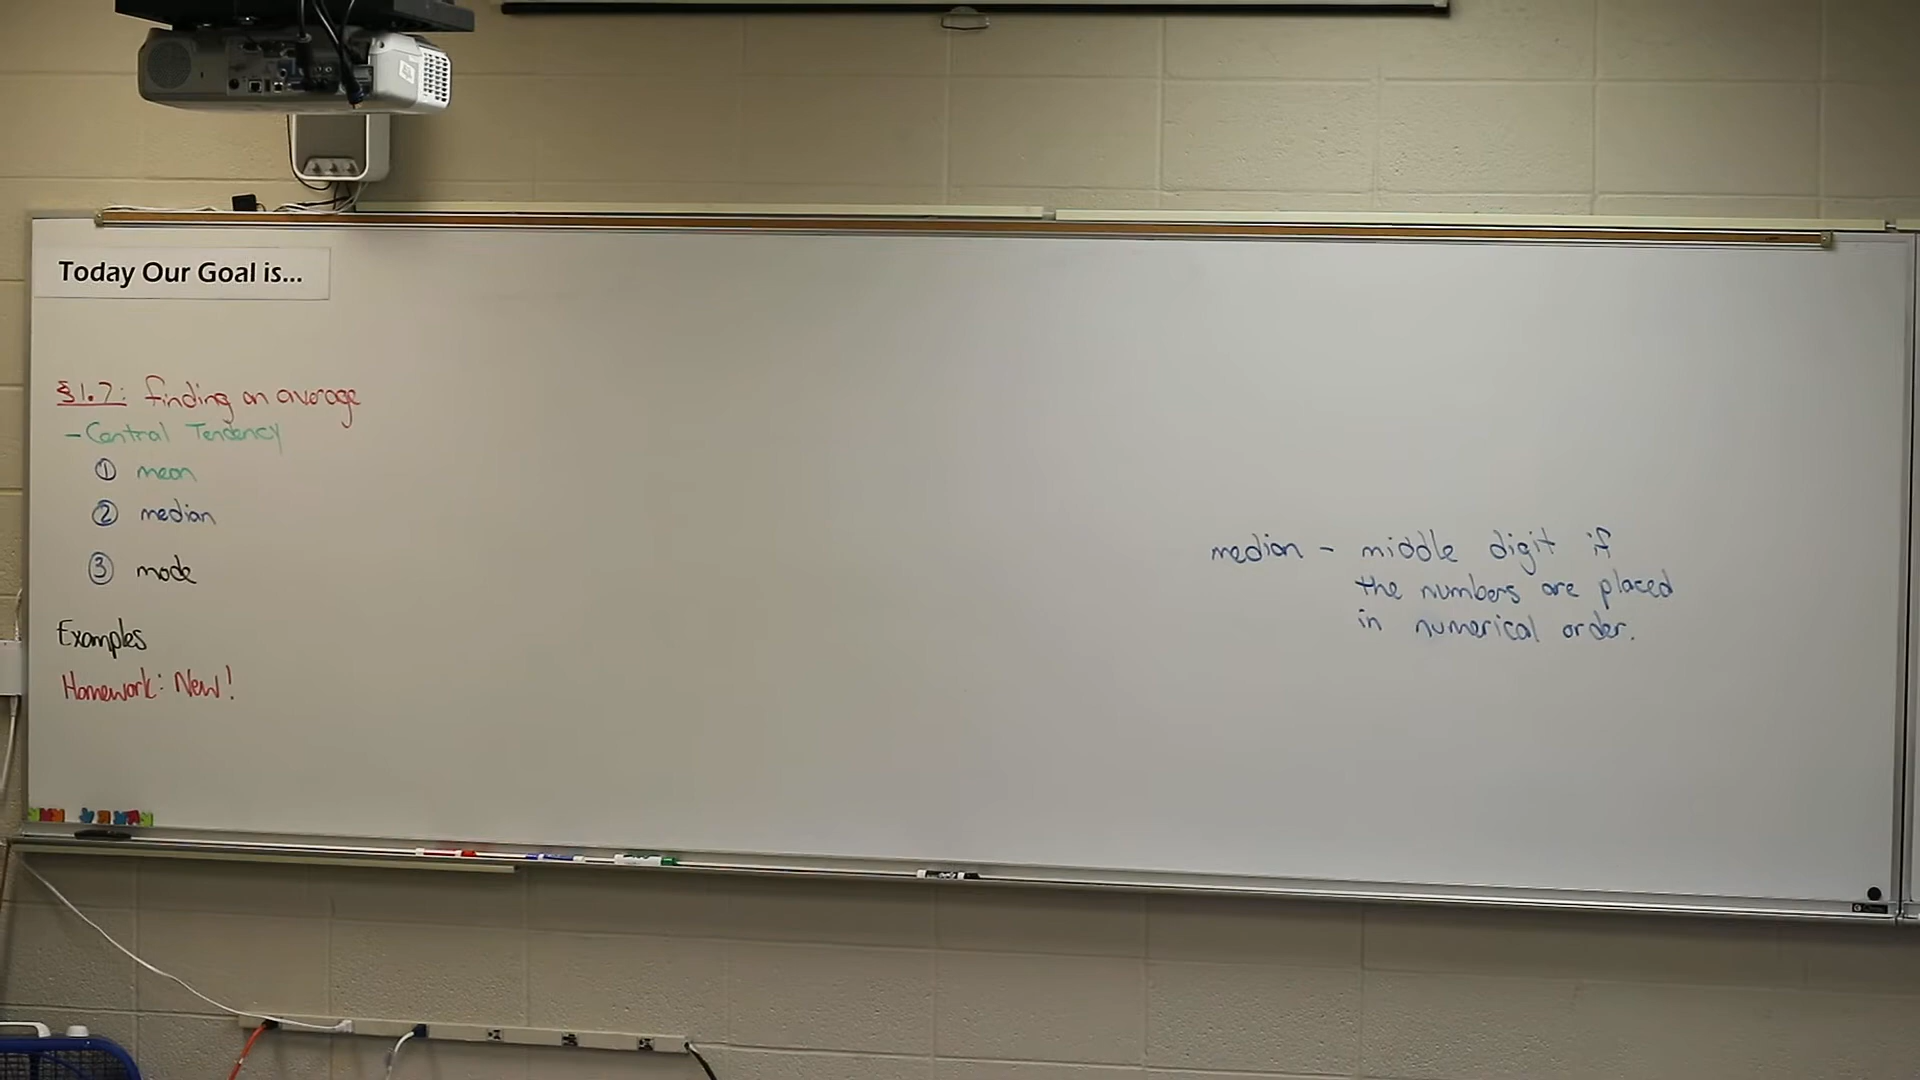 Today Our Goal is...
§1.7: finding an average
- Central Tendency
① mean
② median
③ mode
Examples
Homework: New!
median - middle digit if
the numbers are placed
in numerical order.